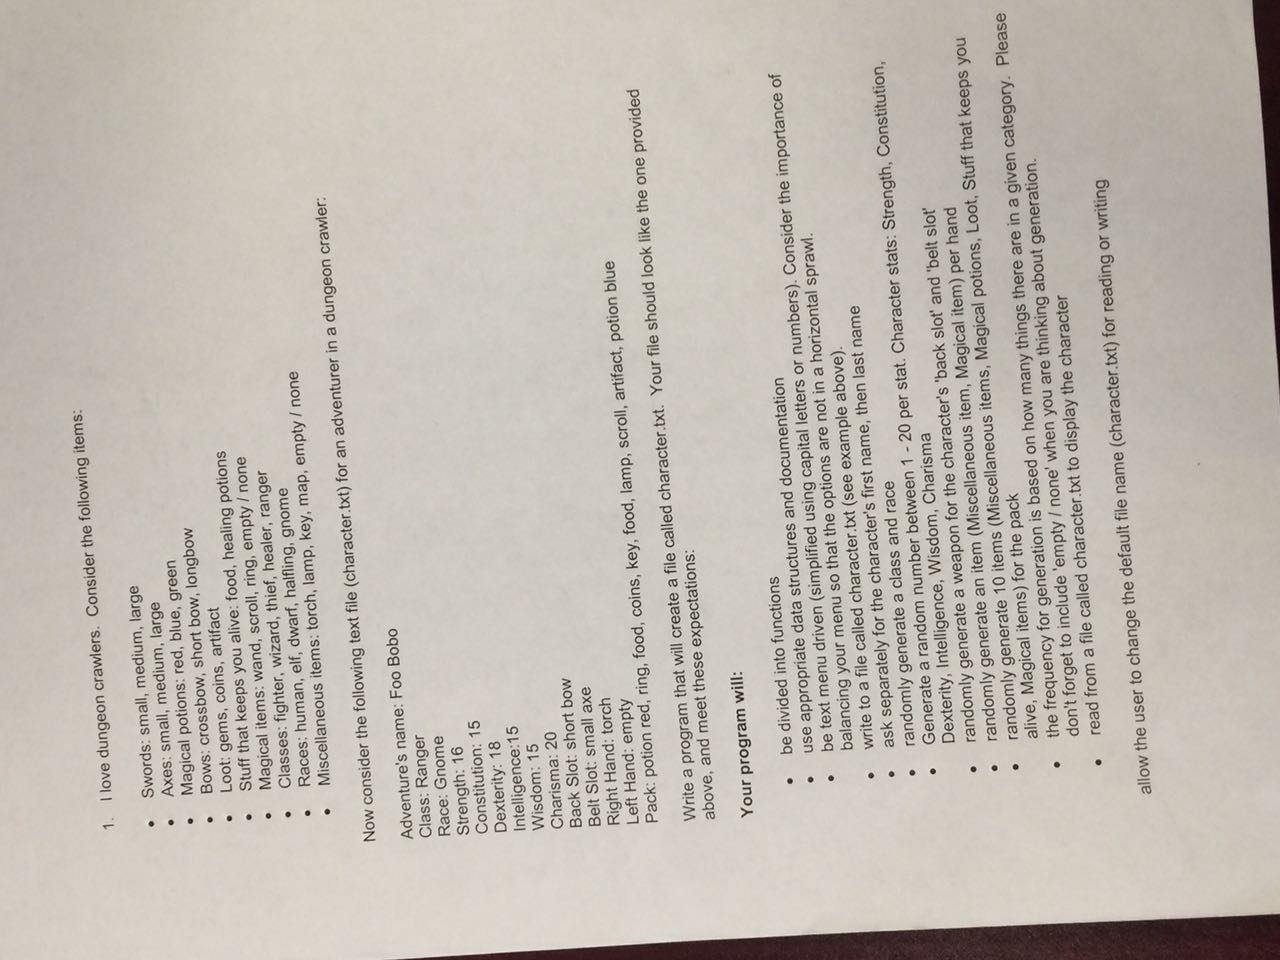 1. I love dungeon crawlers. Consider the following items:
• Swords: small, medium, large
• Axes: small, medium, large
• Magical potions: red, blue, green
• Bows: crossbow, short bow, longbow
• Loot: gems, coins, artifact
• Stuff that keeps you alive: food, healing potions
• Magical items: wand, scroll, ring, empty / none
• Classes: fighter, wizard, thief, healer, ranger
• Races: human, elf, dwarf, halfling, gnome
• Miscellaneous items: torch, lamp, key, map, empty / none
Now consider the following text file (character.txt) for an adventurer in a dungeon crawler:
Adventure's name: Foo Bobo
Class: Ranger
Race: Gnome
Strength: 16
Constitution: 15
Dexterity: 18
Intelligence:15
Wisdom: 15
Charisma: 20
Back Slot: short bow
Belt Slot: small axe
Right Hand: torch
Left Hand: empty
Pack: potion red, ring, food, coins, key, food, lamp, scroll, artifact, potion blue
Write a program that will create a file called character.txt. Your file should look like the one provided
above, and meet these expectations:
Your program will:
• be divided into functions
• use appropriate data structures and documentation
• be text menu driven (simplified using capital letters or numbers). Consider the importance of
balancing your menu so that the options are not in a horizontal sprawl.
• write to a file called character.txt (see example above).
• ask separately for the character's first name, then last name
• randomly generate a class and race
• Generate a random number between 1 - 20 per stat. Character stats: Strength, Constitution,
Dexterity, Intelligence, Wisdom, Charisma
• randomly generate a weapon for the character's 'back slot' and 'belt slot'
• randomly generate an item (Miscellaneous item, Magical item) per hand
• randomly generate 10 items (Miscellaneous items, Magical potions, Loot, Stuff that keeps you
alive, Magical items) for the pack
• the frequency for generation is based on how many things there are in a given category. Please
don't forget to include 'empty / none' when you are thinking about generation.
• read from a file called character.txt to display the character
allow the user to change the default file name (character.txt) for reading or writing